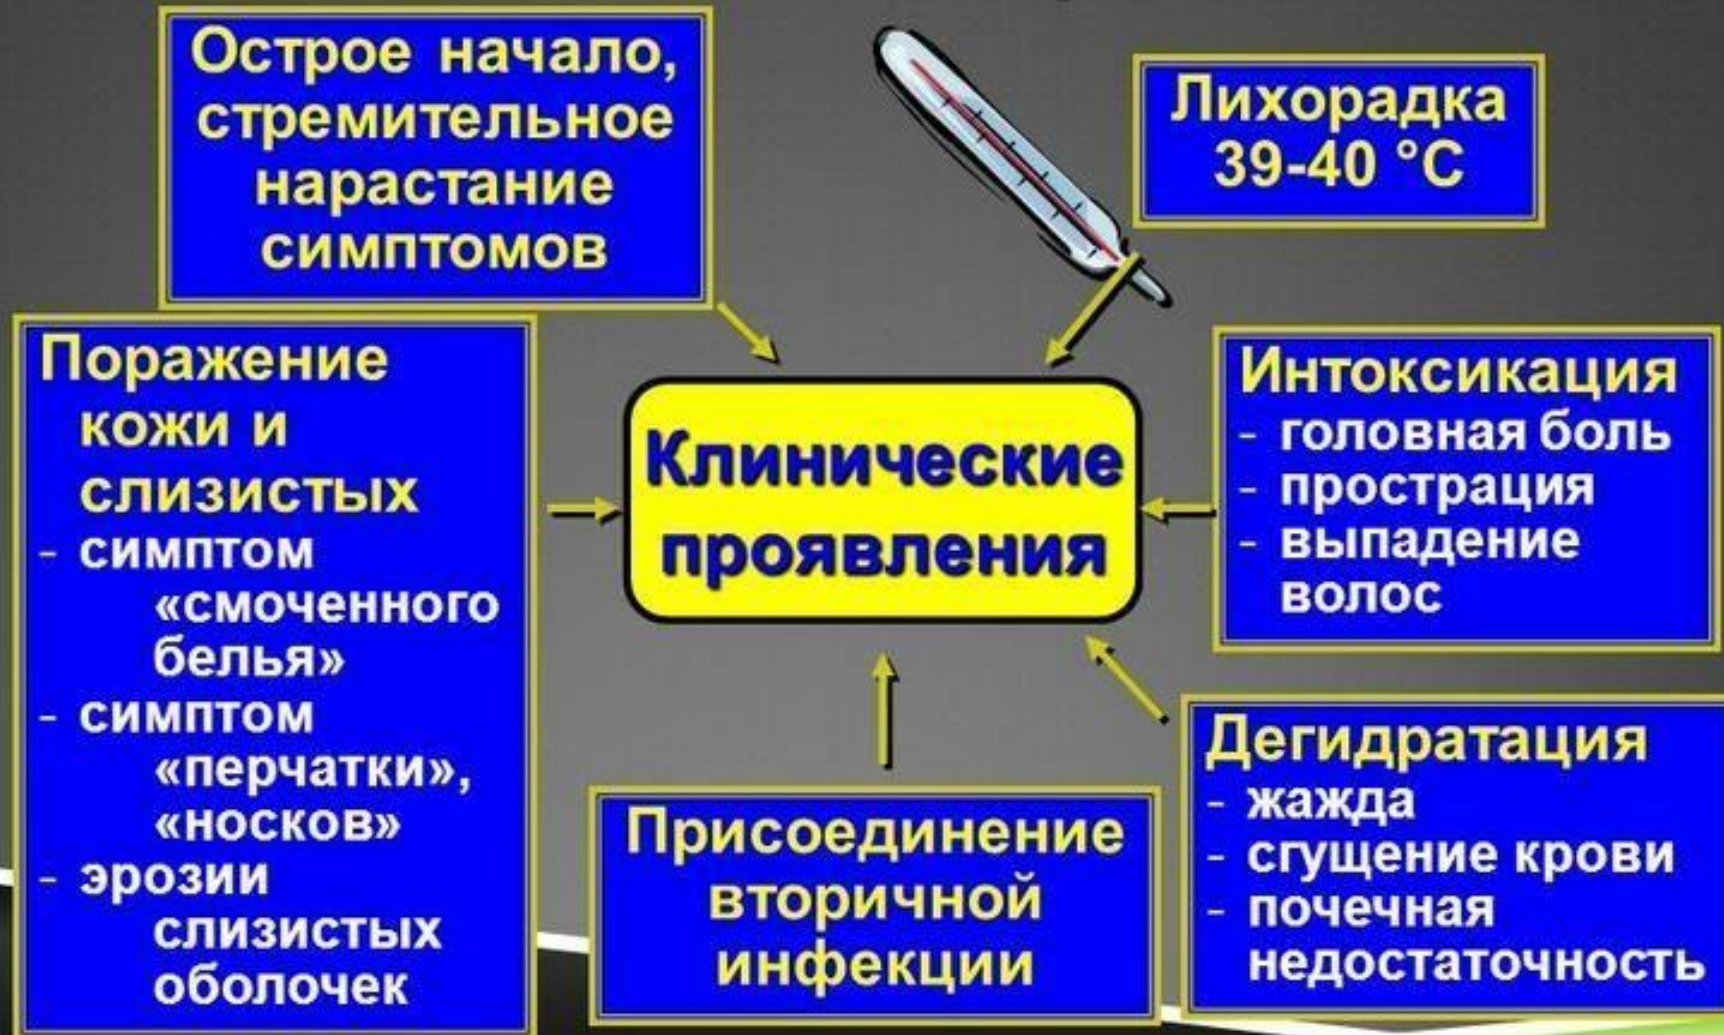 Острое начало,
стремительное
нарастание
симптомов
Лихорадка
39-40 °C
Поражение
кожи и
слизистых
- симптом
«смоченного
белья»
- симптом
«перчатки»,
«носков»
- эрозии
слизистых
оболочек
Клинические
проявления
Интоксикация
- головная боль
- прострация
- выпадение
волос
Присоединение
вторичной
инфекции
Дегидратация
- жажда
- сгущение крови
- почечная
недостаточность